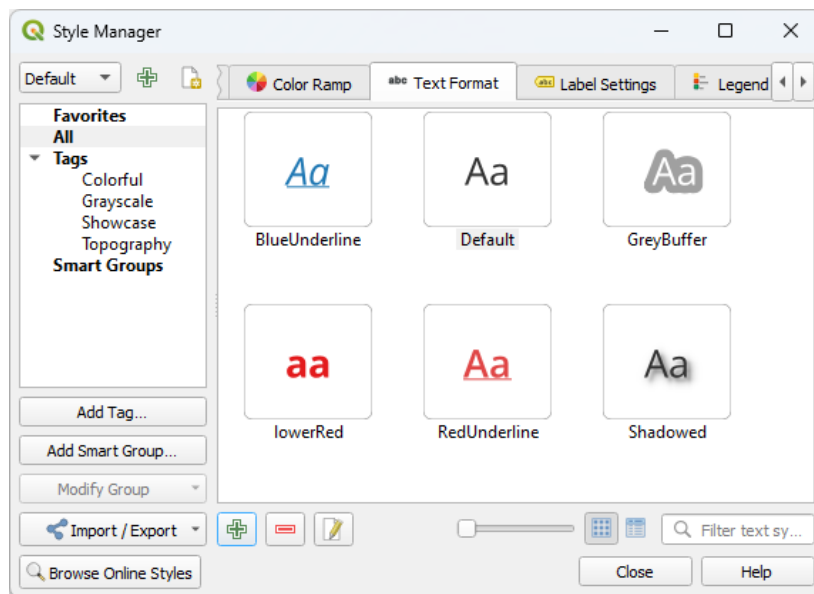 Style Manager
Default
Color Ramp
abc Text Format
abc Label Settings
Legend
Favorites
All
Tags
Colorful
Grayscale
Showcase
Topography
Smart Groups
Aa
Aa
Aa
BlueUnderline
Default
GreyBuffer
aa
Aa
Aa
lowerRed
RedUnderline
Shadowed
Add Tag...
Add Smart Group...
Modify Group
Import / Export
Filter text sy...
Browse Online Styles
Close
Help